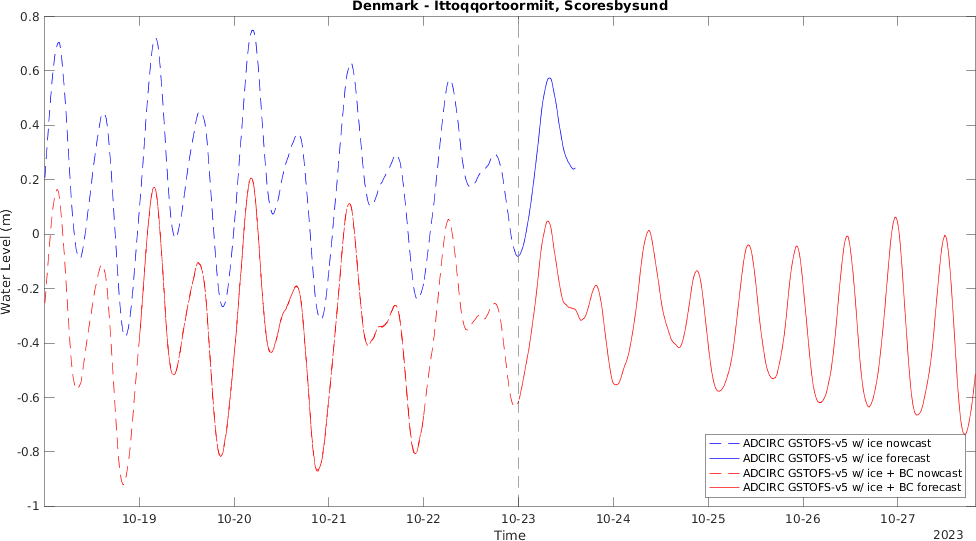 Denmark - Ittoqqortoormiit, Scoresbysund
0.8
0.6
0.4
0.2
0
-0.2
-0.4
-0.6
-0.8
-1
Water Level (m)
ADCIRC GSTOFS-v5 w/ ice nowcast
ADCIRC GSTOFS-v5 w/ ice forecast
ADCIRC GSTOFS-v5 w/ ice + BC nowcast
ADCIRC GSTOFS-v5 w/ ice + BC forecast
10-19 10-20 10-21 10-22 10-23 10-24 10-25 10-26 10-27
Time
2023